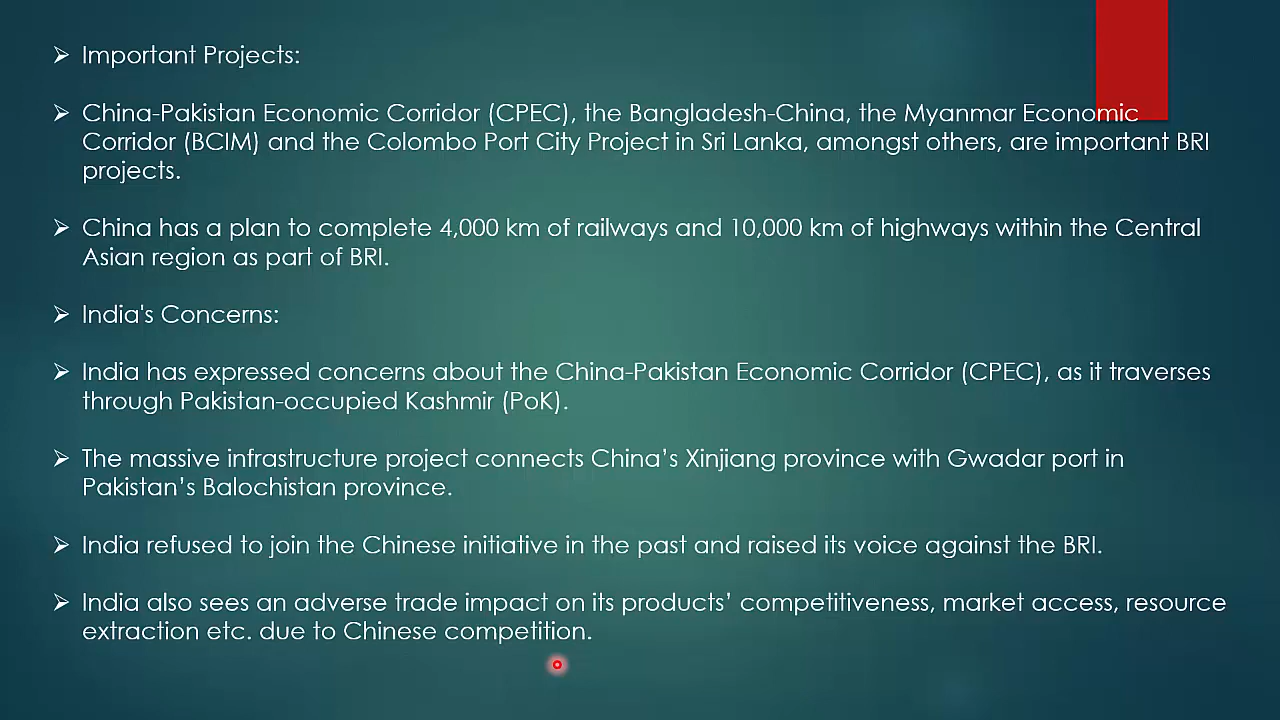 Important Projects:
China-Pakistan Economic Corridor (CPEC), the Bangladesh-China, the Myanmar Economic
Corridor (BCIM) and the Colombo Port City Project in Sri Lanka, amongst others, are important BRI
projects.
China has a plan to complete 4,000 km of railways and 10,000 km of highways within the Central
Asian region as part of BRI.
India's Concerns:
India has expressed concerns about the China-Pakistan Economic Corridor (CPEC), as it traverses
through Pakistan-occupied Kashmir (PoK).
The massive infrastructure project connects China’s Xinjiang province with Gwadar port in
Pakistan’s Balochistan province.
India refused to join the Chinese initiative in the past and raised its voice against the BRI.
India also sees an adverse trade impact on its products’ competitiveness, market access, resource
extraction etc. due to Chinese competition.